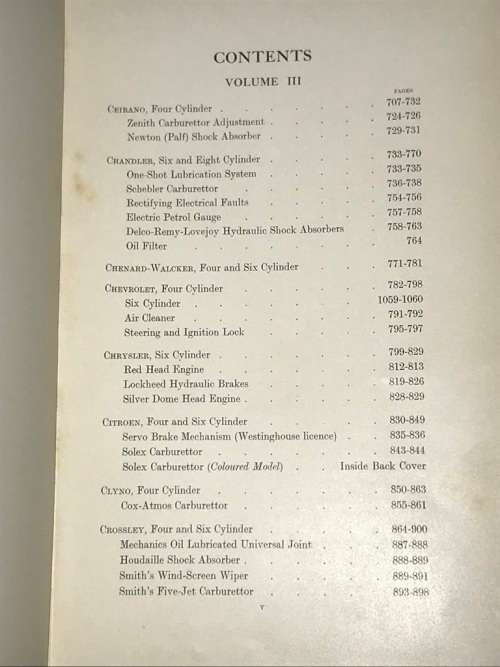 CONTENTS
VOLUME III
PAGES
CEIRANO, Four Cylinder . . . . . . . 707-732
Zenith Carburettor Adjustment . . . . . 724-726
Newton (Palf) Shock Absorber . . . . . 729-731
CHANDLER, Six and Eight Cylinder . . . . . 733-770
One-Shot Lubrication System . . . . . 733-735
Schebler Carburettor . . . . . . 736-738
Rectifying Electrical Faults . . . . . 754-756
Electric Petrol Gauge . . . . . . 757-758
Delco-Remy-Lovejoy Hydraulic Shock Absorbers . 758-763
Oil Filter . . . . . . . 764
CHENARD-WALCKER, Four and Six Cylinder . . . 771-781
CHEVROLET, Four Cylinder . . . . . . 782-798
Six Cylinder . . . . . . . 1059-1060
Air Cleaner . . . . . . . 791-792
Steering and Ignition Lock . . . . . 795-797
CHRYSLER, Six Cylinder . . . . . . . 799-829
Red Head Engine . . . . . . . 812-813
Lockheed Hydraulic Brakes . . . . . 819-826
Silver Dome Head Engine . . . . . . 828-829
CITROEN, Four and Six Cylinder . . . . . 830-849
Servo Brake Mechanism (Westinghouse licence) . . 835-836
Solex Carburettor . . . . . . . 843-844
Solex Carburettor (Coloured Model) . . Inside Back Cover
CLYNO, Four Cylinder . . . . . . . 850-863
Cox-Atmos Carburettor . . . . . . 855-861
CROSSLEY, Four and Six Cylinder . . . . . 864-900
Mechanics Oil Lubricated Universal Joint . . . 887-888
Houdaille Shock Absorber . . . . . . 888-889
Smith's Wind-Screen Wiper . . . . . 889-891
Smith's Five-Jet Carburettor . . . . . 893-898
v